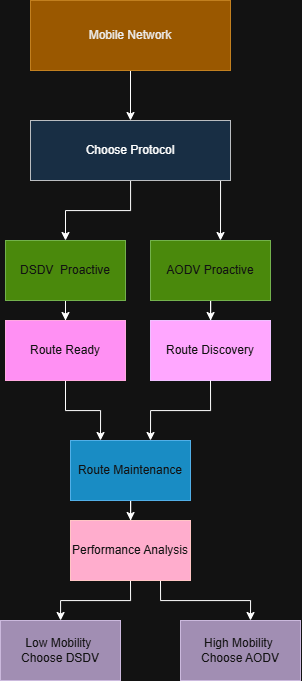 Mobile Network
Choose Protocol
DSDV  Proactive
AODV Proactive
Route Ready
Route Discovery
Route Maintenance
Performance Analysis
Low Mobility
Choose DSDV
High Mobility
Choose AODV